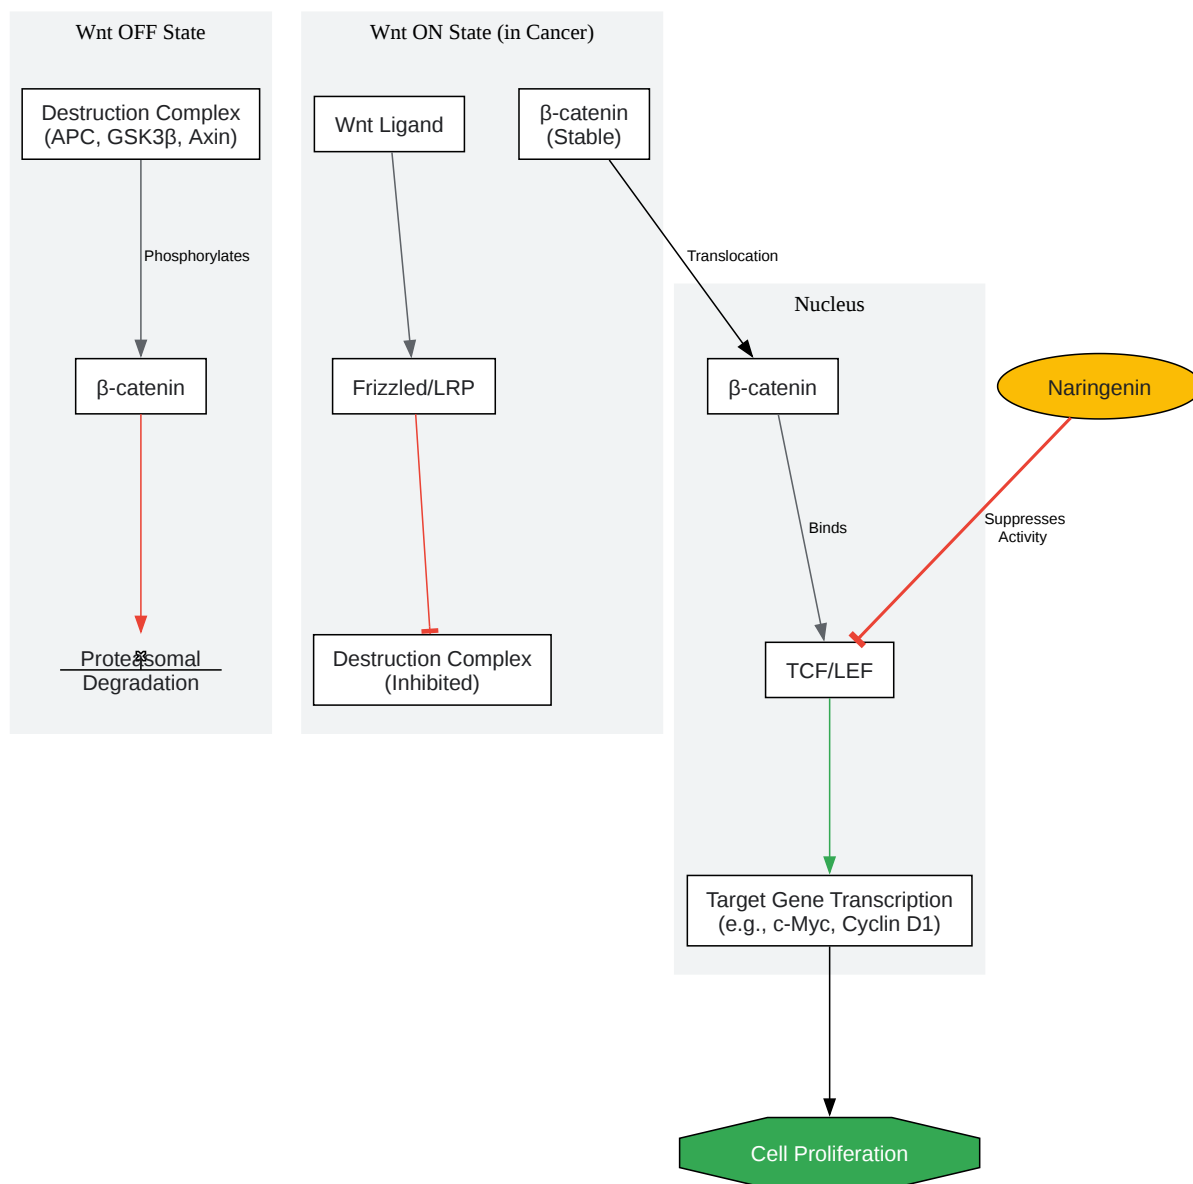 Wnt OFF State
Destruction Complex
(APC, GSK3β, Axin)
Phosphorylates
β-catenin
Proteasomal
Degradation
Wnt ON State (in Cancer)
Wnt Ligand
β-catenin
(Stable)
Translocation
Frizzled/LRP
Destruction Complex
(Inhibited)
Nucleus
β-catenin
Binds
TCF/LEF
Target Gene Transcription
(e.g., c-Myc, Cyclin D1)
Naringenin
Suppresses
Activity
Cell Proliferation